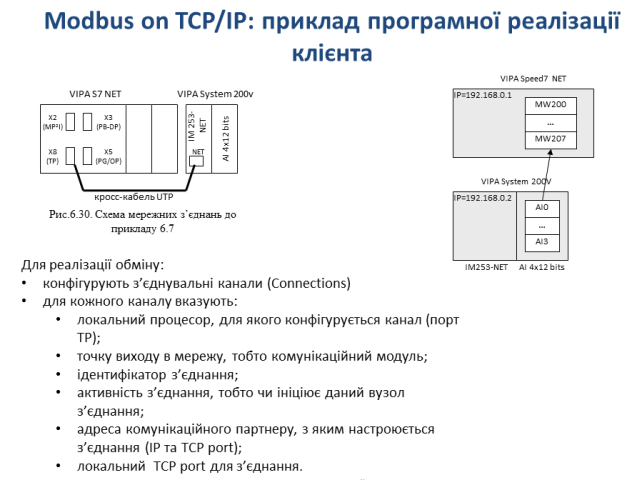 Modbus on TCP/IP: приклад програмної реалізації
клієнта
VIPA S7 NET
VIPA System 200v
X2
(MP²I)
X3
(PB-DP)
X8
(TP)
X5
(PG/OP)
IM 253-
NET
NET
AI 4x12 bits
кросс-кабель UTP
Рис.6.30. Схема мережних з`єднань до
прикладу 6.7
VIPA Speed7 NET
IP=192.168.0.1
MW200
...
MW207
VIPA System 200V
IP=192.168.0.2
AI0
...
AI3
IM253-NET
AI 4x12 bits
Для реалізації обміну:
• конфігурують з’єднувальні канали (Connections)
• для кожного каналу вказують:
• локальний процесор, для якого конфігурується канал (порт
TP);
• точку виходу в мережу, тобто комунікаційний модуль;
• ідентифікатор з’єднання;
• активність з’єднання, тобто чи ініціює даний вузол
з’єднання;
• адреса комунікаційного партнеру, з яким настроюється
з’єднання (IP та TCP port);
• локальний TCP port для з’єднання.